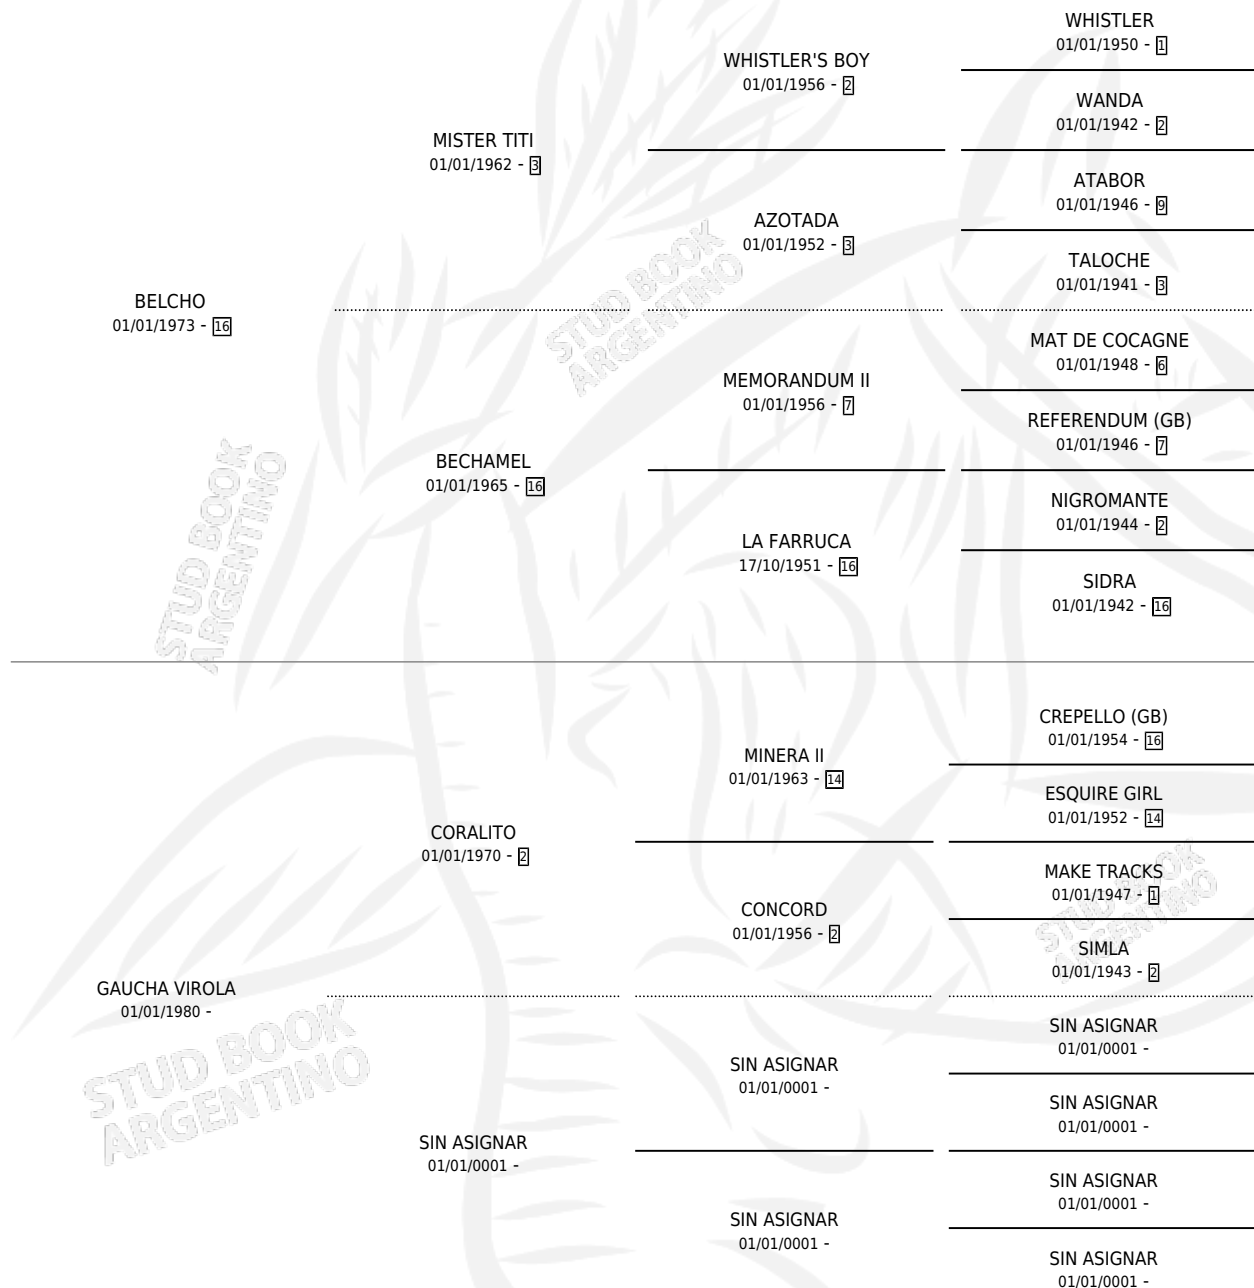 WHISTLER
01/01/1950 - 1
WHISTLER'S BOY
01/01/1956 - 2
WANDA
01/01/1942 - 2
MISTER TITI
01/01/1962 - 3
ATABOR
01/01/1946 - 9
AZOTADA
01/01/1952 - 3
TALOCHE
01/01/1941 - 3
BELCHO
01/01/1973 - 16
MAT DE COCAGNE
01/01/1948 - 6
MEMORANDUM II
01/01/1956 - 7
REFERENDUM (GB)
01/01/1946 - 7
BECHAMEL
01/01/1965 - 16
NIGROMANTE
01/01/1944 - 2
LA FARRUCA
17/10/1951 - 16
SIDRA
01/01/1942 - 16
CREPELLO (GB)
01/01/1954 - 16
MINERA II
01/01/1963 - 14
ESQUIRE GIRL
01/01/1952 - 14
CORALITO
01/01/1970 - 2
MAKE TRACKS
01/01/1947 - 1
CONCORD
01/01/1956 - 2
SIMLA
01/01/1943 - 2
GAUCHA VIROLA
01/01/1980 -
SIN ASIGNAR
01/01/0001 -
SIN ASIGNAR
01/01/0001 -
SIN ASIGNAR
01/01/0001 -
SIN ASIGNAR
01/01/0001 -
SIN ASIGNAR
01/01/0001 -
SIN ASIGNAR
01/01/0001 -
SIN ASIGNAR
01/01/0001 -
STUD BOOK
ARGENTINO
STUD BOOK
ARGENTINO
STUD BOOK
ARGENTINO
STUD BOOK
ARGENTINO